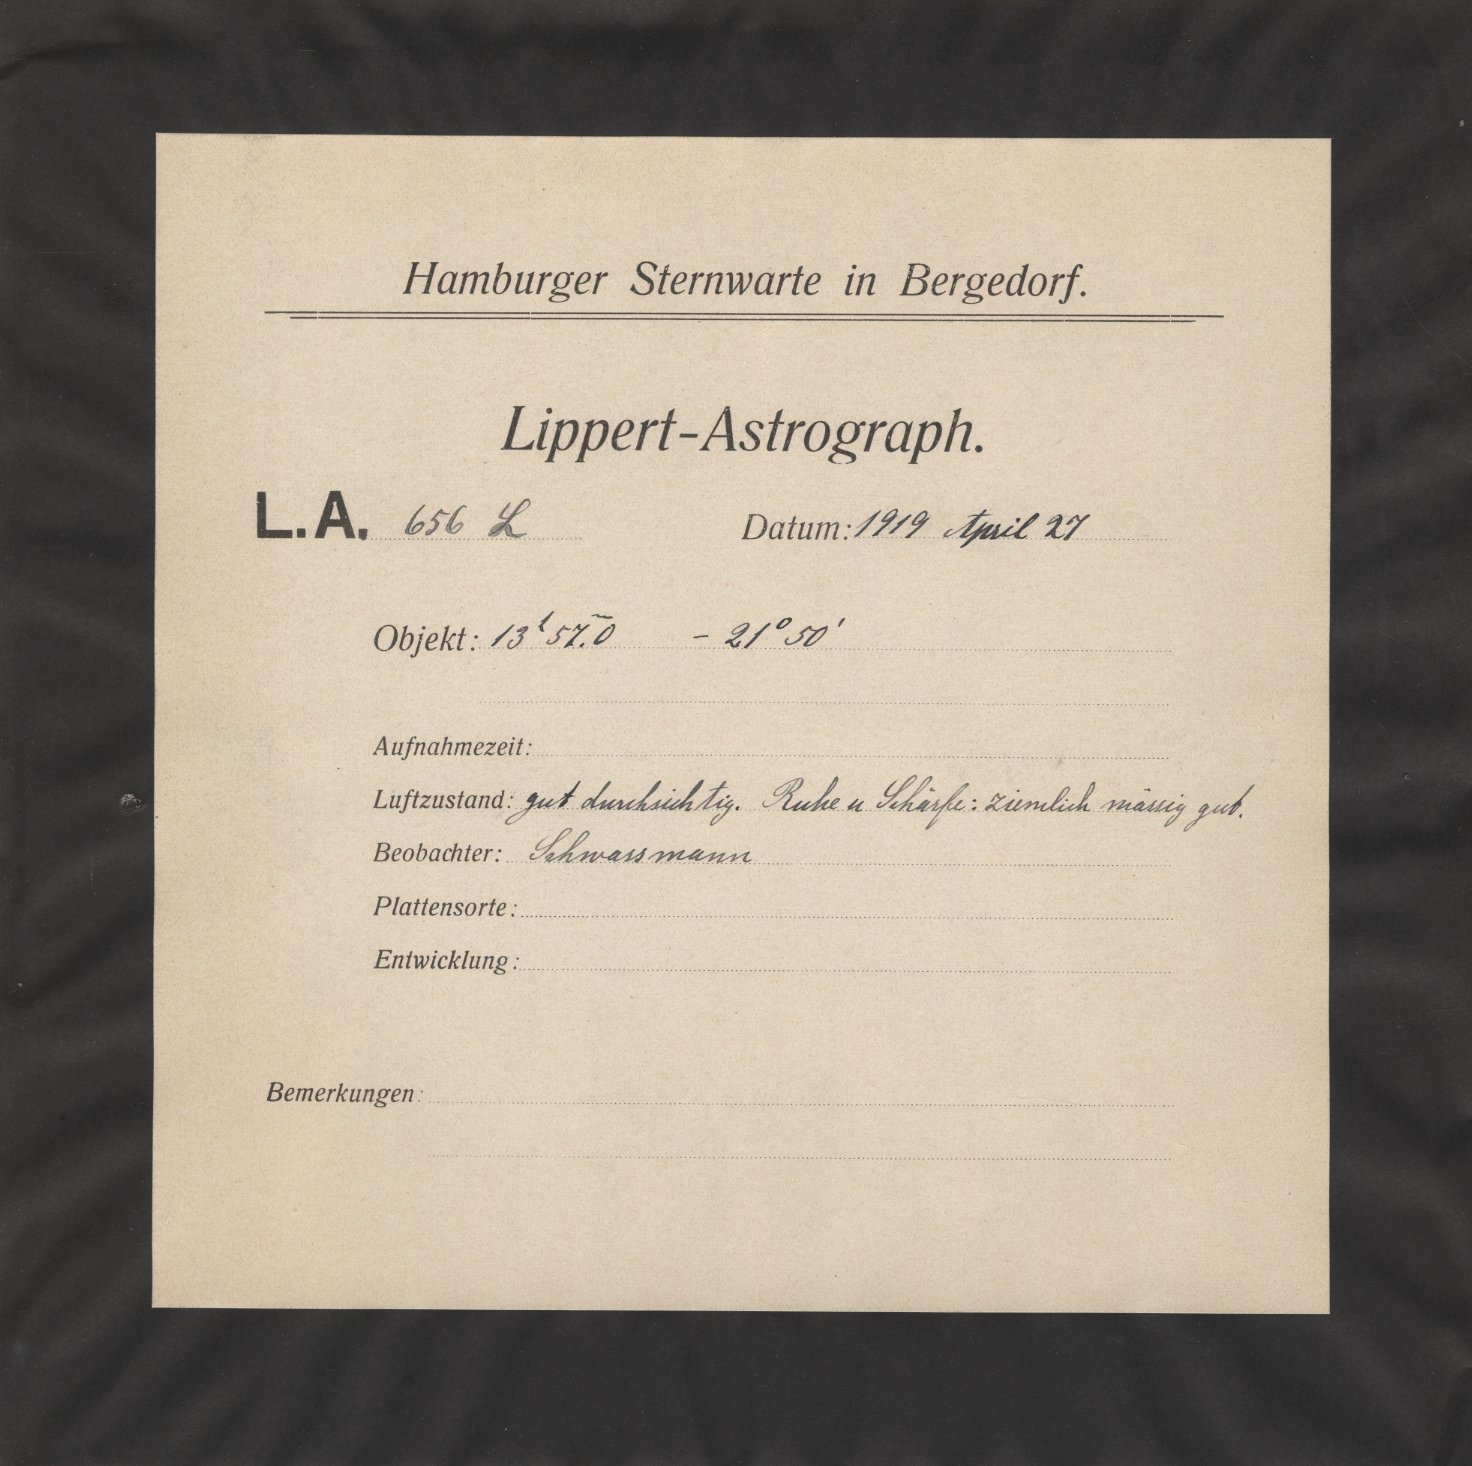 Hamburger Sternwarte in Bergedorf.
Lippert-Astrograph.
L.A. 656 L Datum: 1919 April 27
Objekt: 13ʰ 57.ᵐ0 - 21° 50'
Aufnahmezeit:
Luftzustand: gut durchsichtig. Ruhe u Schärfe: ziemlich mässig gut.
Beobachter: Schwassmann
Plattensorte:
Entwicklung:
Bemerkungen: